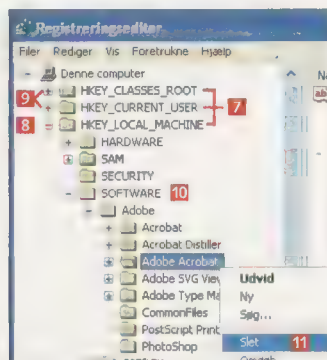 Registreringseditor
Filer Rediger Vis Foretrukne Hjælp
Denne computer
9 HKEY_CLASSES_ROOT
HKEY_CURRENT_USER 7
8 HKEY_LOCAL_MACHINE
HARDWARE
SAM
SECURITY
SOFTWARE 10
Adobe
Acrobat
Acrobat Distiller
Adobe Acrobat
Adobe SVG View
Udvid
Adobe Type Ma
Ny
CommonFiles
Søg...
PostScript Print
PhotoShop
Slet 11